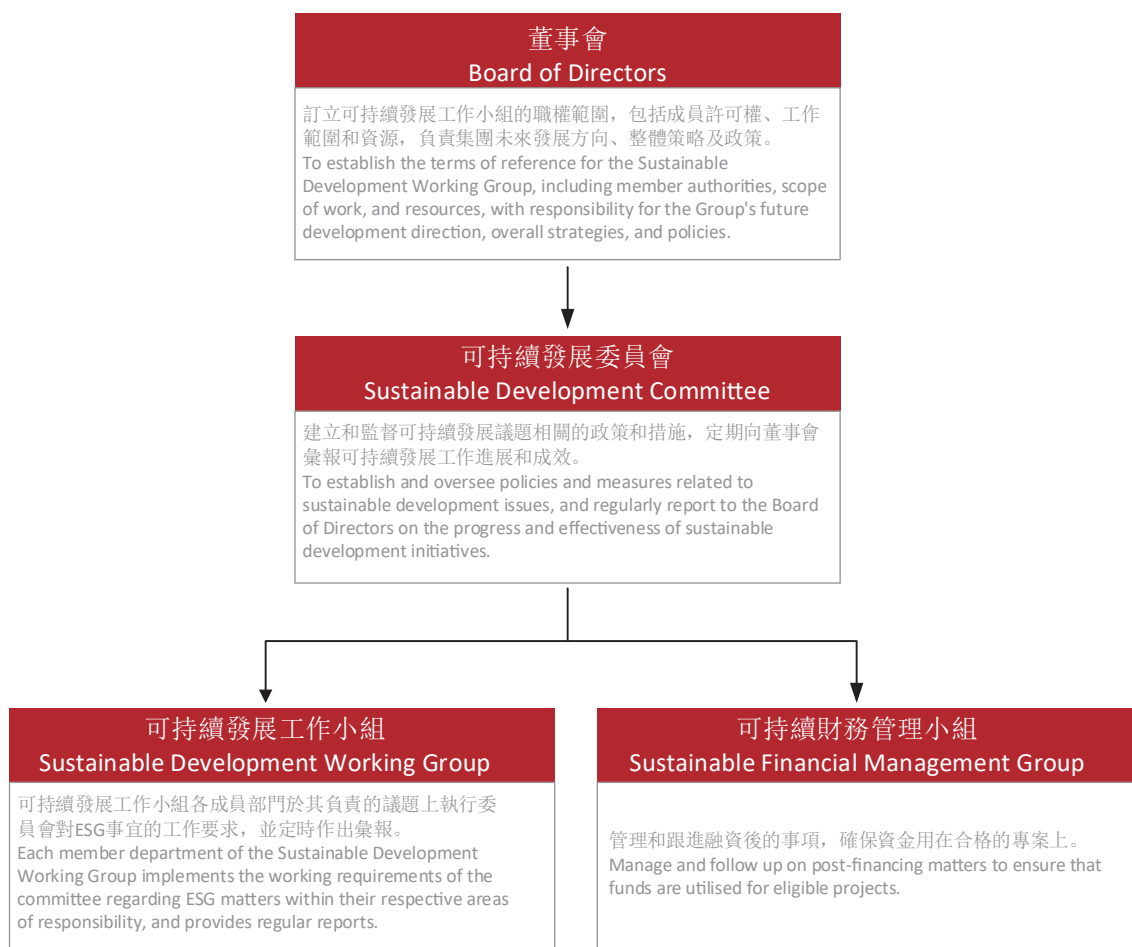 董事會
Board of Directors
訂立可持續發展工作小組的職權範圍，包括成員許可權、工作
範圍和資源，負責集團未來發展方向、整體策略及政策。
To establish the terms of reference for the Sustainable
Development Working Group, including member authorities, scope
of work, and resources, with responsibility for the Group's future
development direction, overall strategies, and policies.
可持續發展委員會
Sustainable Development Committee
建立和監督可持續發展議題相關的政策和措施，定期向董事會
彙報可持續發展工作進展和成效。
To establish and oversee policies and measures related to
sustainable development issues, and regularly report to the Board
of Directors on the progress and effectiveness of sustainable
development initiatives.
可持續發展工作小組
Sustainable Development Working Group
可持續發展工作小組各成員部門於其負責的議題上執行委
員會對ESG事宜的工作要求，並定時作出彙報。
Each member department of the Sustainable Development
Working Group implements the working requirements of the
committee regarding ESG matters within their respective areas
of responsibility, and provides regular reports.
可持續財務管理小組
Sustainable Financial Management Group
管理和跟進融資後的事項，確保資金用在合格的專案上。
Manage and follow up on post-financing matters to ensure that
funds are utilised for eligible projects.